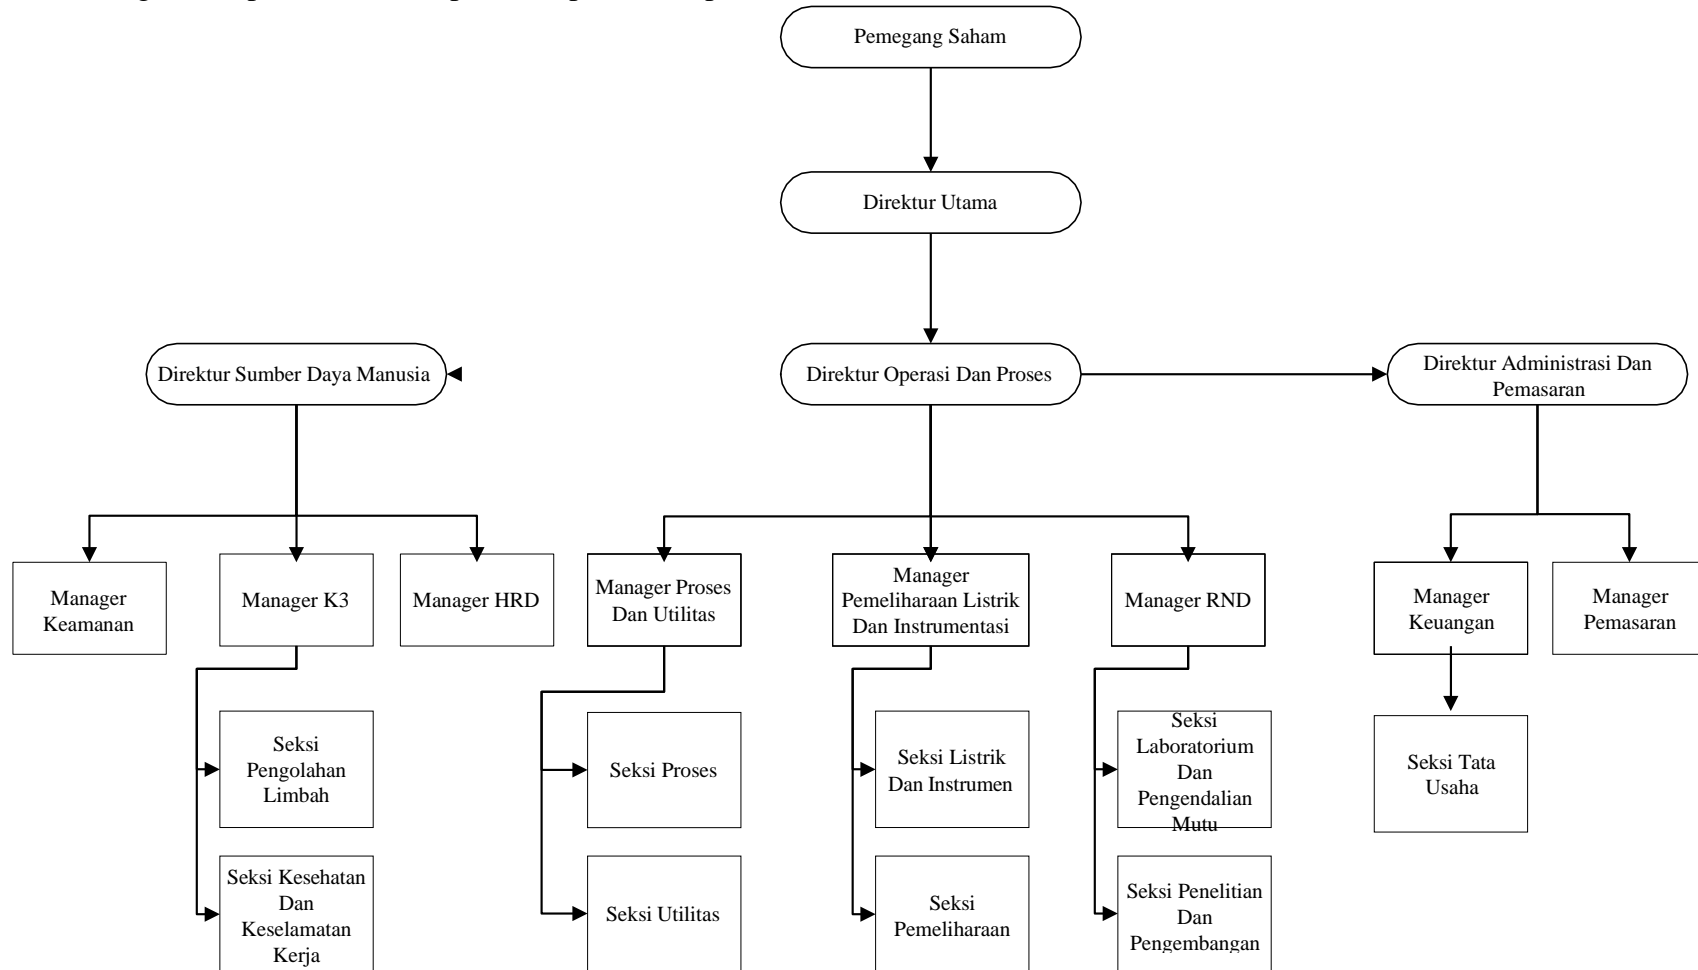 Pemegang Saham
Direktur Utama
Direktur Sumber Daya Manusia
Direktur Operasi Dan Proses
Direktur Administrasi Dan
Pemasaran
Manager
Keamanan
Manager K3
Manager HRD
Manager Proses
Dan Utilitas
Manager
Pemeliharaan Listrik
Dan Instrumentasi
Manager RND
Manager
Keuangan
Manager
Pemasaran
Seksi
Pengolahan
Limbah
Seksi Proses
Seksi Listrik
Dan Instrumen
Seksi
Laboratorium
Dan
Pengendalian
Mutu
Seksi Tata
Usaha
Seksi Kesehatan
Dan
Keselamatan
Kerja
Seksi Utilitas
Seksi
Pemeliharaan
Seksi Penelitian
Dan
Pengembangan